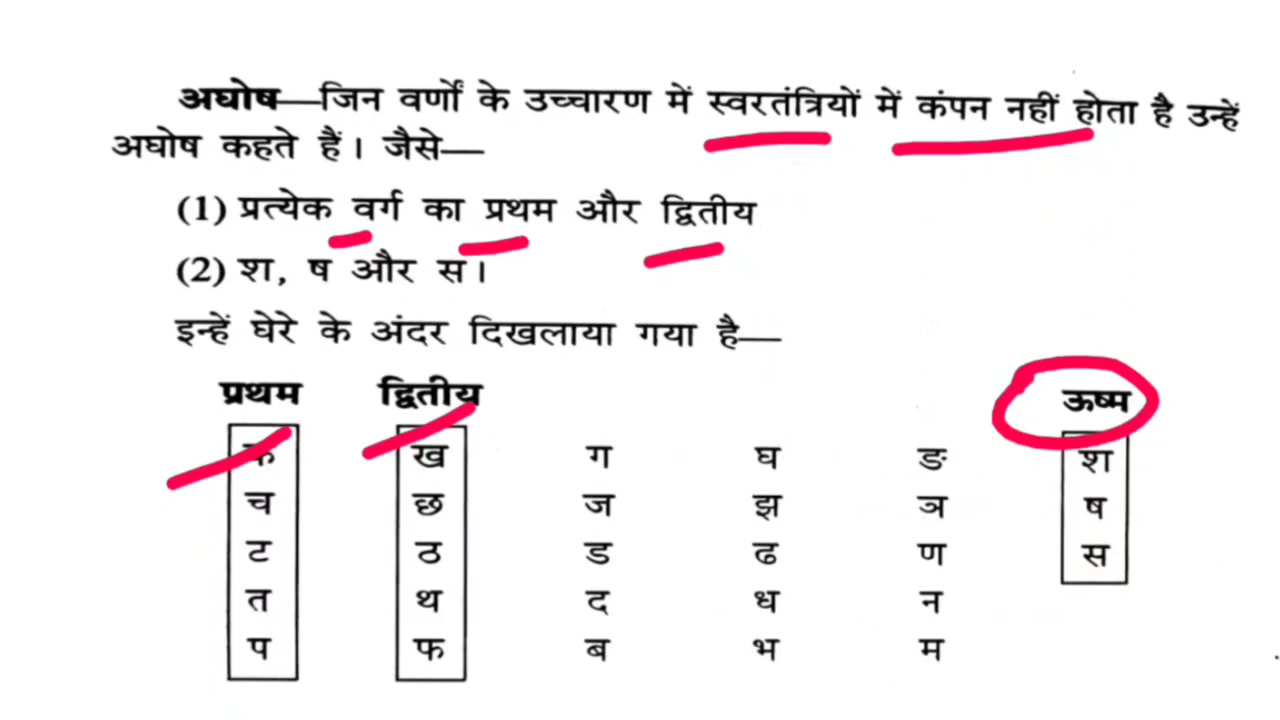 अघोष—जिन वर्णों के उच्चारण में स्वरतंत्रियों में कंपन नहीं होता है उन्हें
अघोष कहते हैं। जैसे—
(1) प्रत्येक वर्ग का प्रथम और द्वितीय
(2) श, ष और स।
इन्हें घेरे के अंदर दिखलाया गया है—
प्रथम द्वितीय ऊष्म
क ख ग घ ङ श
च छ ज झ ञ ष
ट ठ ड ढ ण स
त थ द ध न
प फ ब भ म